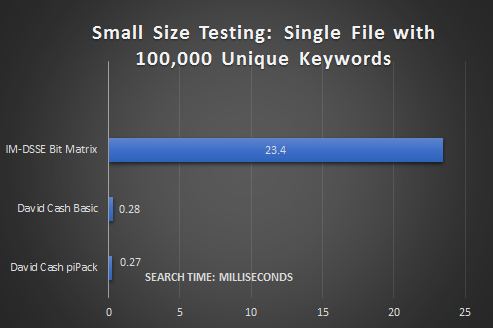 Small Size Testing: Single File with
100,000 Unique Keywords
IM-DSSE Bit Matrix
23.4
David Cash Basic
0.28
David Cash piPack
0.27
SEARCH TIME: MILLISECONDS
0 5 10 15 20 25